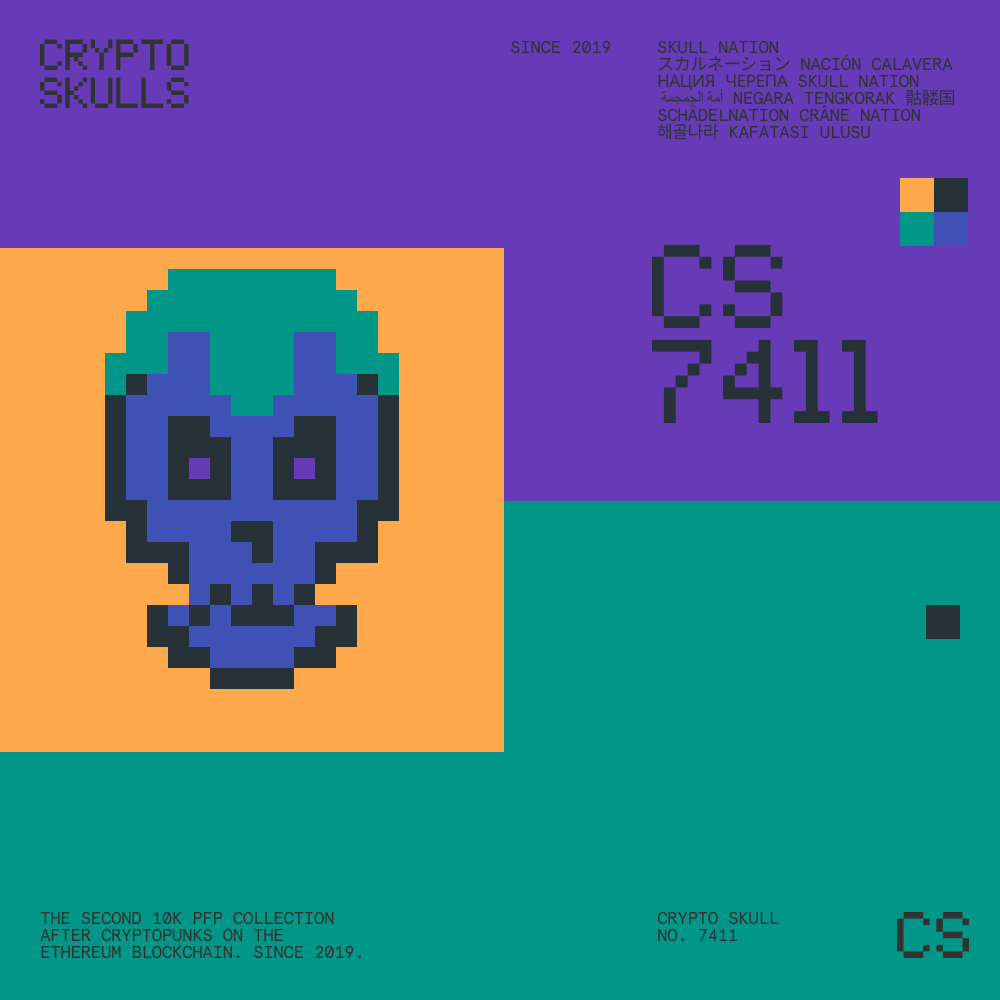 CRYPTO
SKULLS
SINCE 2019
SKULL NATION
スカルネーション NACIÓN CALAVERA
НАЦИЯ ЧЕРЕПА SKULL NATION
أمة الجمجمة NEGARA TENGKORAK 骷髅国
SCHÄDELNATION CRÂNE NATION
해골나라 KAFATASI ULUSU
CS
7411
THE SECOND 10K PFP COLLECTION
AFTER CRYPTOPUNKS ON THE
ETHEREUM BLOCKCHAIN. SINCE 2019.
CRYPTO SKULL
NO. 7411
CS